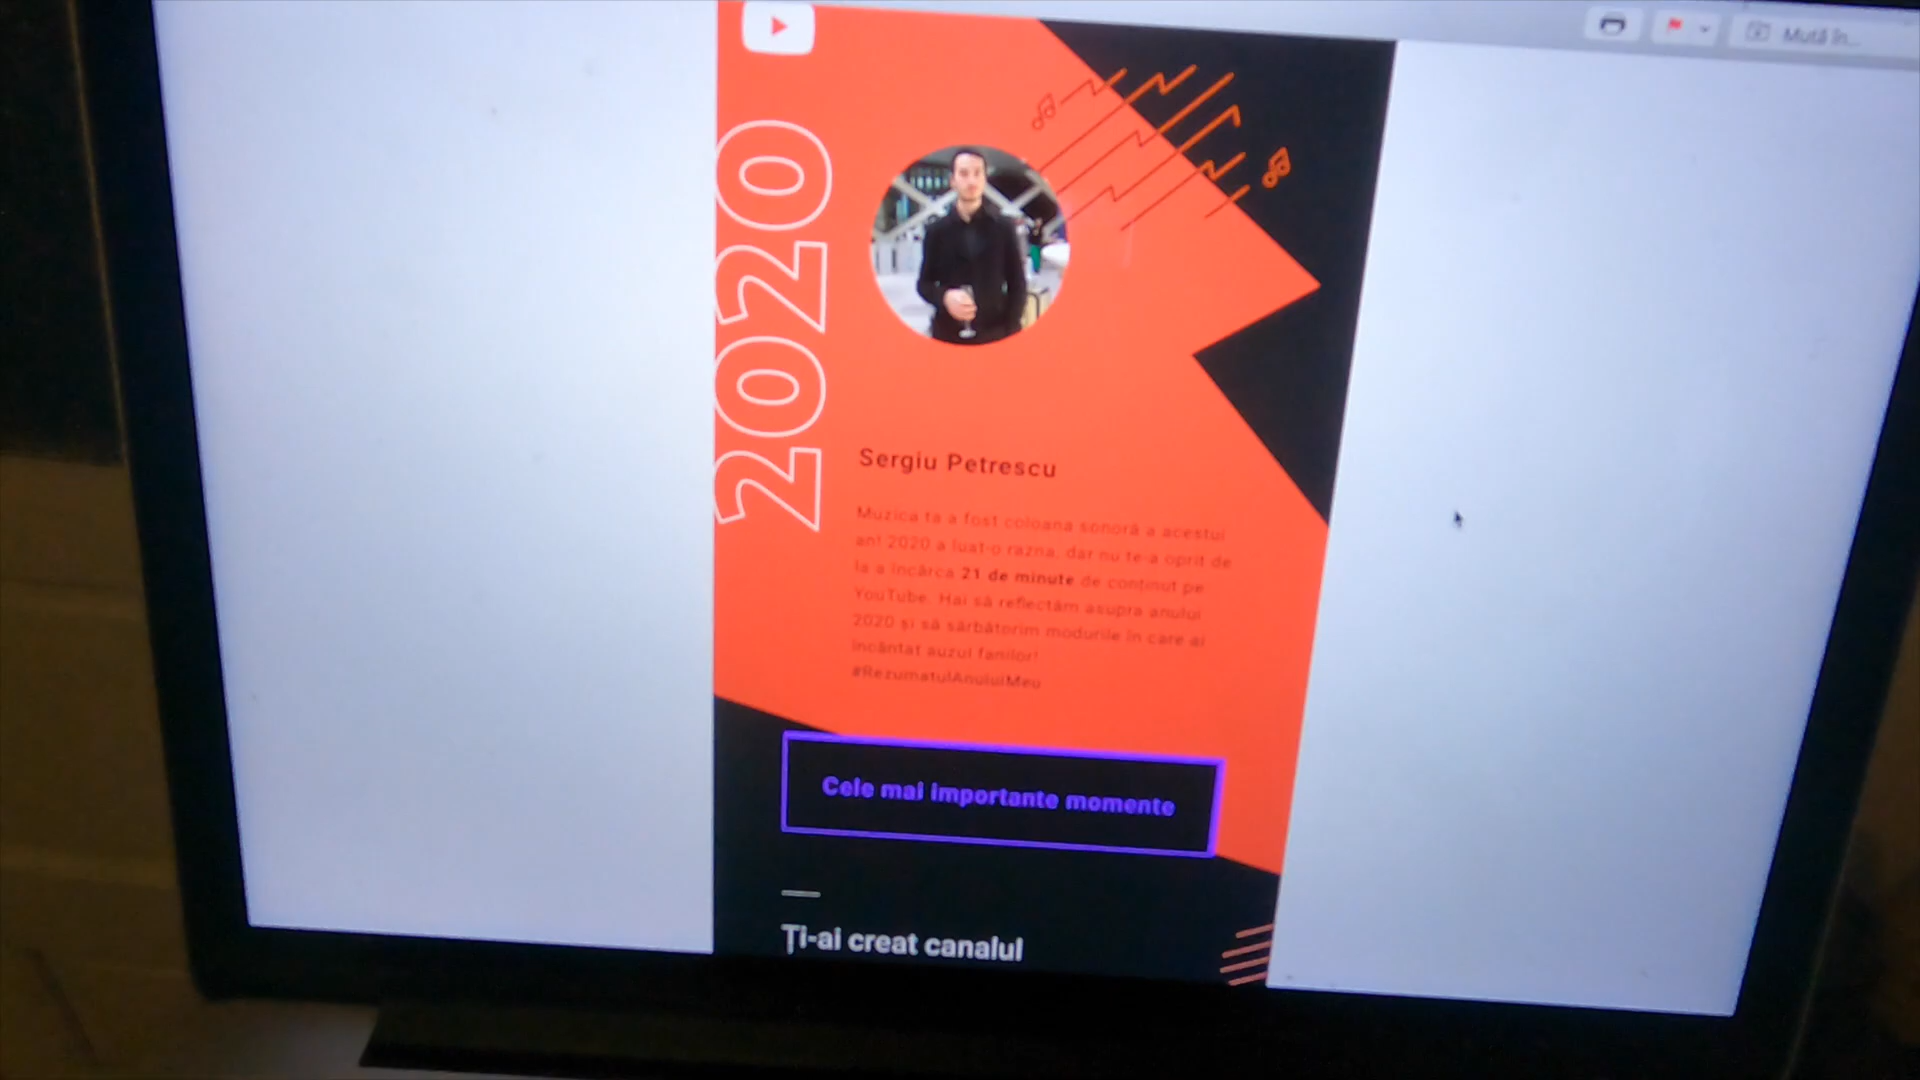 Mută în...
2020
Sergiu Petrescu
Muzica ta a fost coloana sonoră a acestui
an! 2020 a luat-o razna, dar nu te-a oprit de
la a încărca 21 de minute de conținut pe
YouTube. Hai să reflectăm asupra anului
2020 și să sărbătorim modurile în care ai
încântat auzul fanilor!
#RezumatulAnuluiMeu
Cele mai importante momente
Ți-ai creat canalul